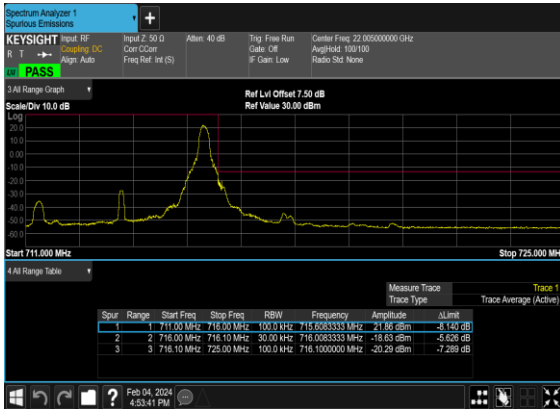 Spectrum Analyzer 1
Spurious Emissions
KEYSIGHT Input: RF Input Z: 50 Ω Atten: 40 dB Trig: Free Run Center Freq: 22.005000000 GHz
R T Coupling: DC Corr CCorr Gate: Off Avg|Hold: 100/100
Align: Auto Freq Ref: Int (S) IF Gain: Low Radio Std: None
PASS
3 All Range Graph
Ref Lvl Offset 7.50 dB
Scale/Div 10.0 dB Ref Value 30.00 dBm
Log
20.0
10.0
0.00
-10.0
-20.0
-30.0
-40.0
-50.0
-60.0
Start 711.000 MHz Stop 725.000 MH
4 All Range Table
Measure Trace Trace 1
Trace Type Trace Average (Active)
Spur Range Start Freq Stop Freq RBW Frequency Amplitude ΔLimit
1 1 711.00 MHz 716.00 MHz 100.0 kHz 715.6083333 MHz 21.86 dBm -8.140 dB
2 2 716.00 MHz 716.10 MHz 30.00 kHz 716.0083333 MHz -18.63 dBm -5.626 dB
3 3 716.10 MHz 725.00 MHz 100.0 kHz 716.1000000 MHz -20.29 dBm -7.289 dB
Feb 04, 2024
4:53:41 PM